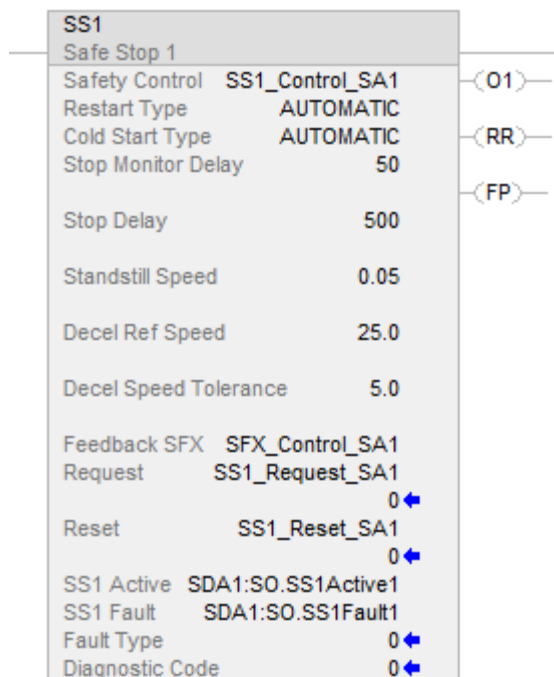 SS1
Safe Stop 1
Safety Control SS1_Control_SA1 (O1)
Restart Type AUTOMATIC
Cold Start Type AUTOMATIC (RR)
Stop Monitor Delay 50
(FP)
Stop Delay 500
Standstill Speed 0.05
Decel Ref Speed 25.0
Decel Speed Tolerance 5.0
Feedback SFX SFX_Control_SA1
Request SS1_Request_SA1
0
Reset SS1_Reset_SA1
0
SS1 Active SDA1:SO.SS1Active1
SS1 Fault SDA1:SO.SS1Fault1
Fault Type 0
Diagnostic Code 0